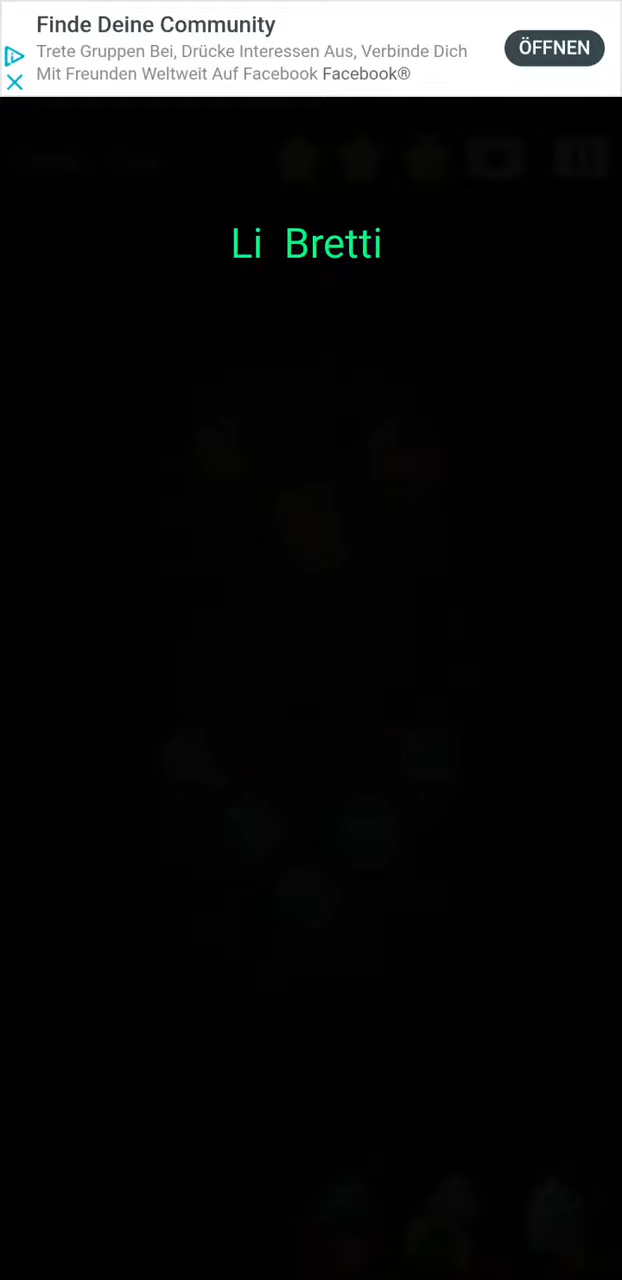 Finde Deine Community
Trete Gruppen Bei, Drücke Interessen Aus, Verbinde Dich
Mit Freunden Weltweit Auf Facebook Facebook®
ÖFFNEN
Li Bretti